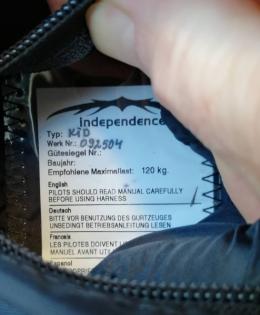 independence
Typ: KiD
Werk Nr.: 092504
Gütesiegel Nr.:
Baujahr:
Empfohlene Maximallast: 120 kg.
English
PILOTS SHOULD READ MANUAL CAREFULLY
BEFORE USING HARNESS
Deutsch
BITTE VOR BENUTZUNG DES GURTZEUGES
UNBEDINGT BETRIEBSANLEITUNG LESEN
Francais
LES PILOTES DOIVENT
MANUEL AVANT